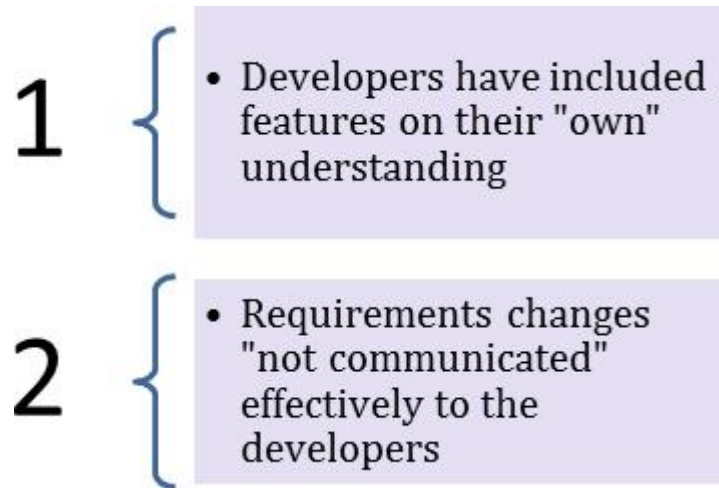 1
• Developers have included
features on their "own"
understanding
2
• Requirements changes
"not communicated"
effectively to the
developers